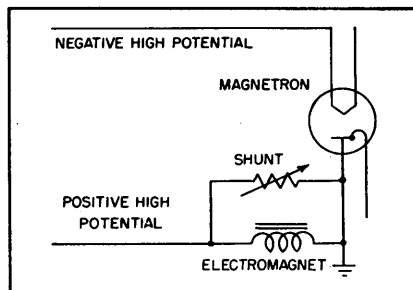 NEGATIVE HIGH POTENTIAL
MAGNETRON
SHUNT
POSITIVE HIGH
POTENTIAL
ELECTROMAGNET